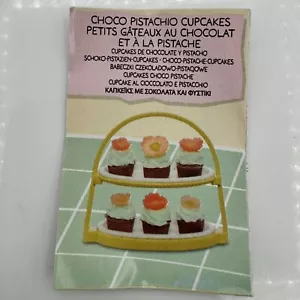 CHOCO PISTACHIO CUPCAKES
PETITS GÂTEAUX AU CHOCOLAT
ET À LA PISTACHE
CUPCAKES DE CHOCOLATE Y PISTACHO
SCHOKO-PISTAZIEN-CUPCAKES · CHOCO-PISTACHE-CUPCAKES
BABECZKI CZEKOLADOWO-PISTACJOWE
CUPCAKES CHOCO PISTACHE
CUPCAKE AL CIOCCOLATO E PISTACCHIO
ΚΑΠΚΕΪΚΣ ΜΕ ΣΟΚΟΛΑΤΑ ΚΑΙ ΦΥΣΤΙΚΙ